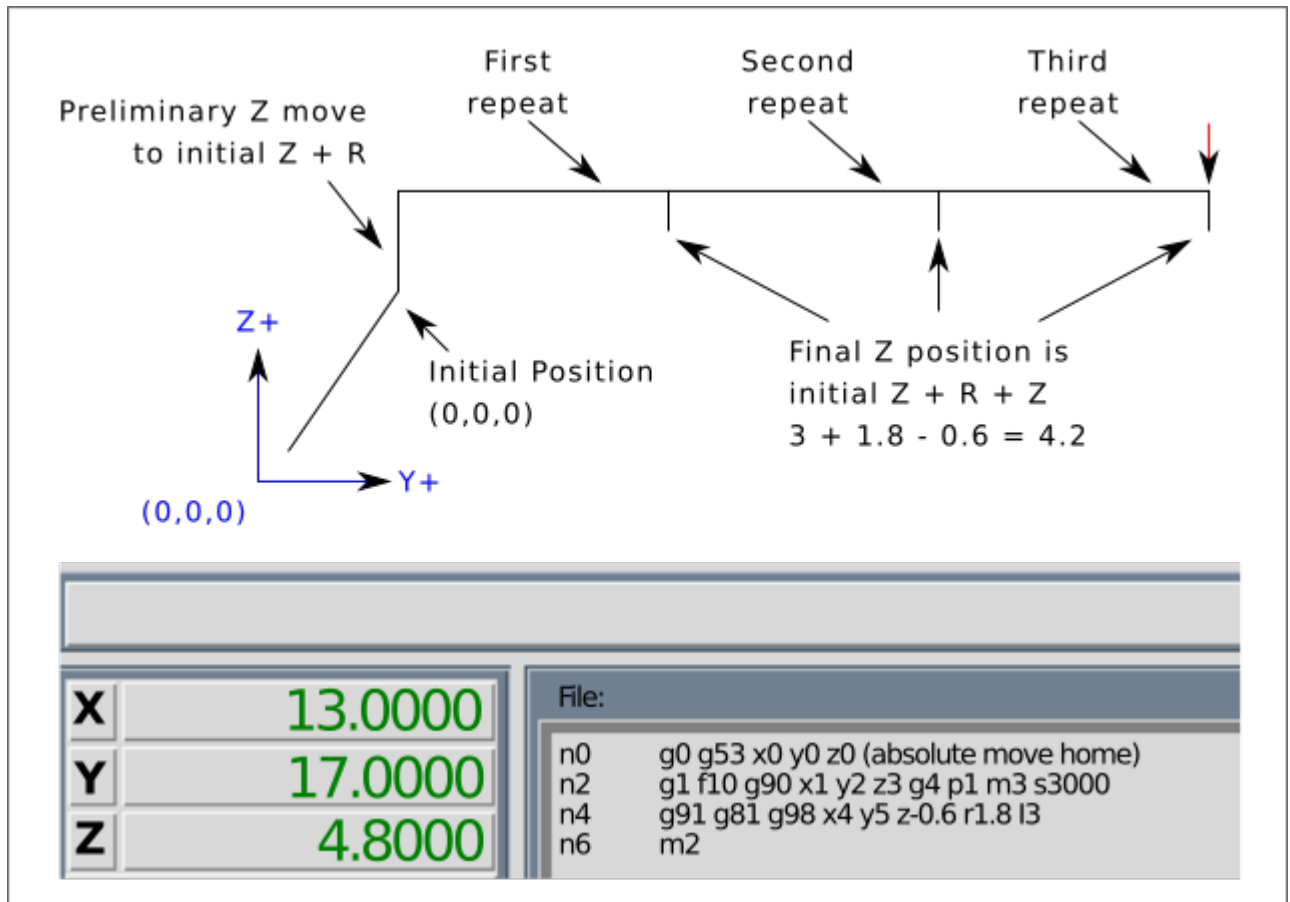 First
repeat
Second
repeat
Third
repeat
Preliminary Z move
to initial Z + R
Z+
Initial Position
(0,0,0)
Final Z position is
initial Z + R + Z
3 + 1.8 - 0.6 = 4.2
Y+
(0,0,0)
X 13.0000
Y 17.0000
Z 4.8000
File:
n0 g0 g53 x0 y0 z0 (absolute move home)
n2 g1 f10 g90 x1 y2 z3 g4 p1 m3 s3000
n4 g91 g81 g98 x4 y5 z-0.6 r1.8 l3
n6 m2